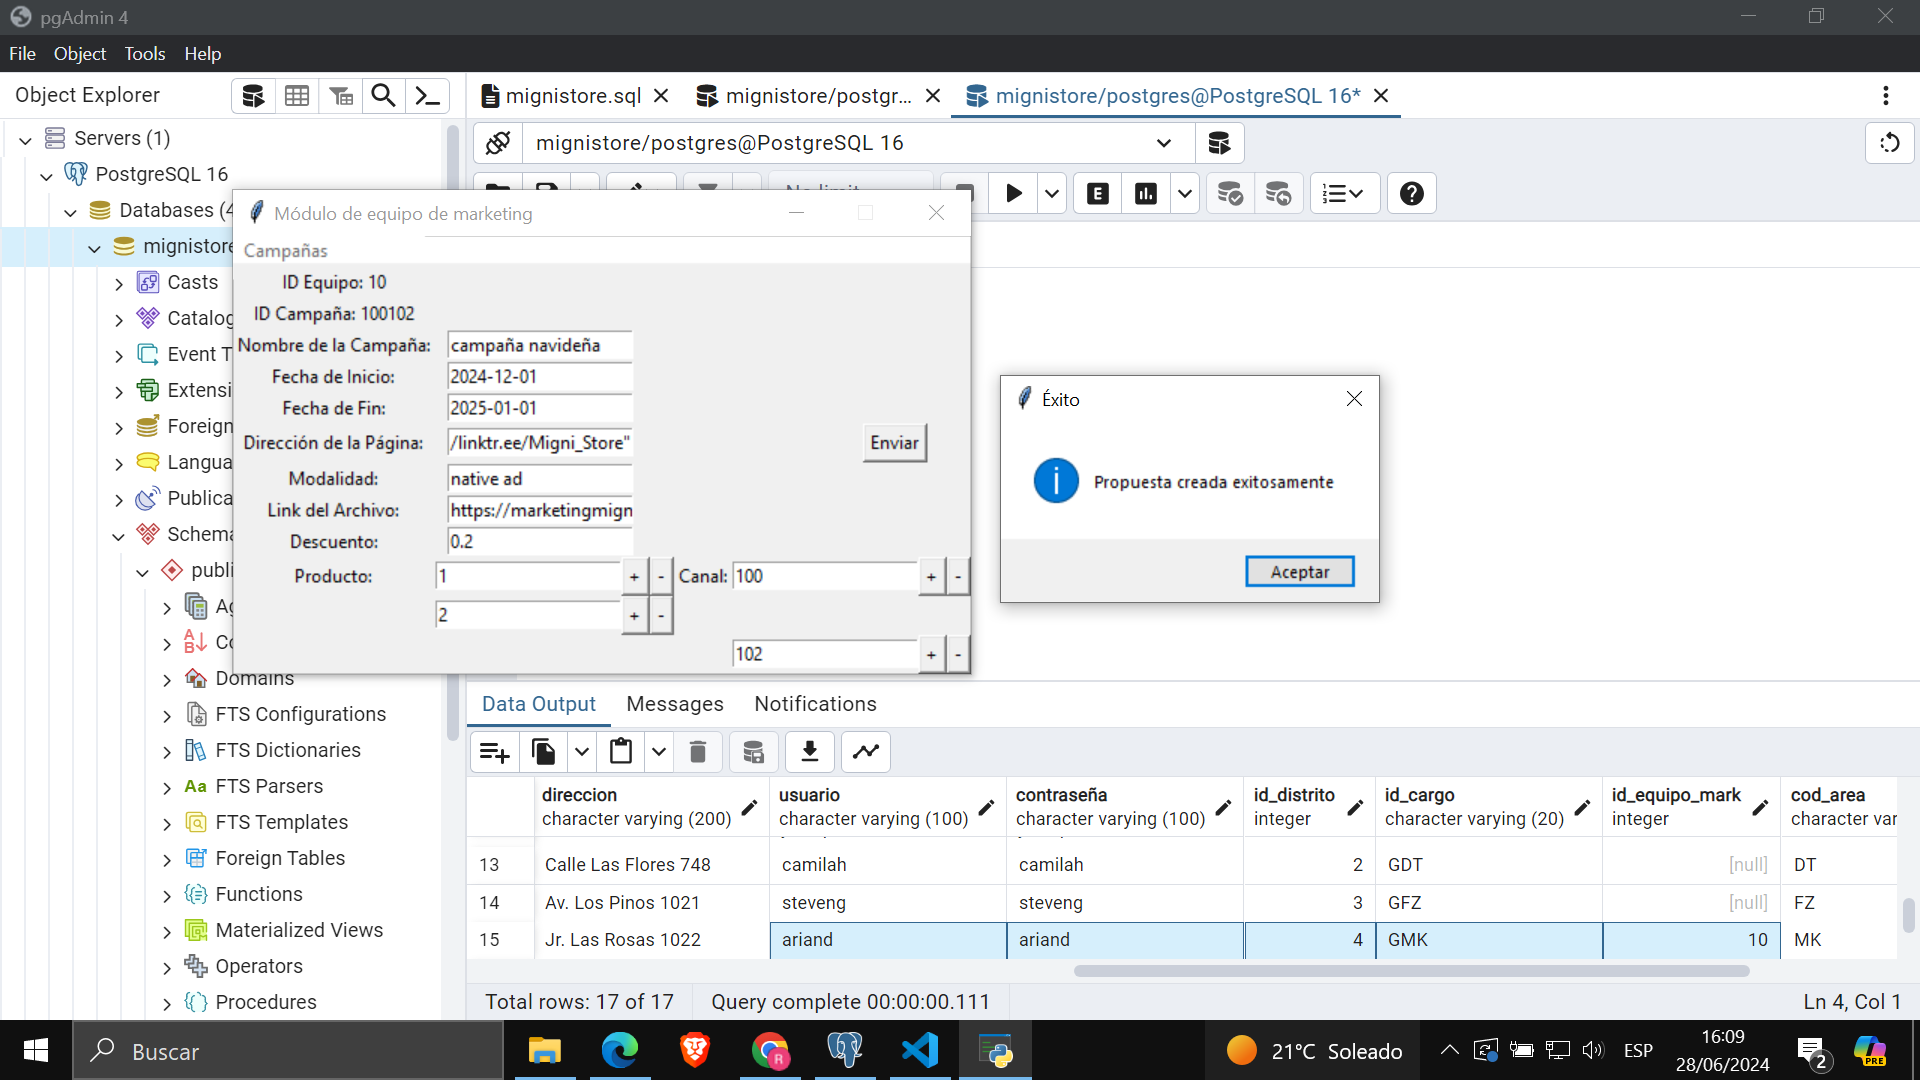 pgAdmin 4
File Object Tools Help
Object Explorer
mignistore.sql
mignistore/postgr...
mignistore/postgres@PostgreSQL 16*
Servers (1)
mignistore/postgres@PostgreSQL 16
PostgreSQL 16
Databases (4
mignistore
Casts
Catalog
Event T
Extensi
Foreign
Langua
Publica
Schema
publi
Ag
Co
Domains
FTS Configurations
FTS Dictionaries
Aa FTS Parsers
FTS Templates
Foreign Tables
Functions
Materialized Views
Operators
Procedures
No limit
E
Módulo de equipo de marketing
Campañas
ID Equipo: 10
ID Campaña: 100102
Nombre de la Campaña: campaña navideña
Fecha de Inicio: 2024-12-01
Fecha de Fin: 2025-01-01
Dirección de la Página: /linktr.ee/Migni_Store"
Enviar
Modalidad: native ad
Link del Archivo: https://marketingmign
Descuento: 0.2
Producto: 1 + - Canal: 100 + -
2 + -
102 + -
Éxito
Propuesta creada exitosamente
Aceptar
Data Output Messages Notifications
direccion usuario contraseña id_distrito id_cargo id_equipo_mark cod_area
character varying (200) character varying (100) character varying (100) integer character varying (20) integer character var
13 Calle Las Flores 748 camilah camilah 2 GDT [null] DT
14 Av. Los Pinos 1021 steveng steveng 3 GFZ [null] FZ
15 Jr. Las Rosas 1022 ariand ariand 4 GMK 10 MK
Total rows: 17 of 17 Query complete 00:00:00.111 Ln 4, Col 1
Buscar
R
21°C Soleado
ESP
16:09
28/06/2024
2
PRE